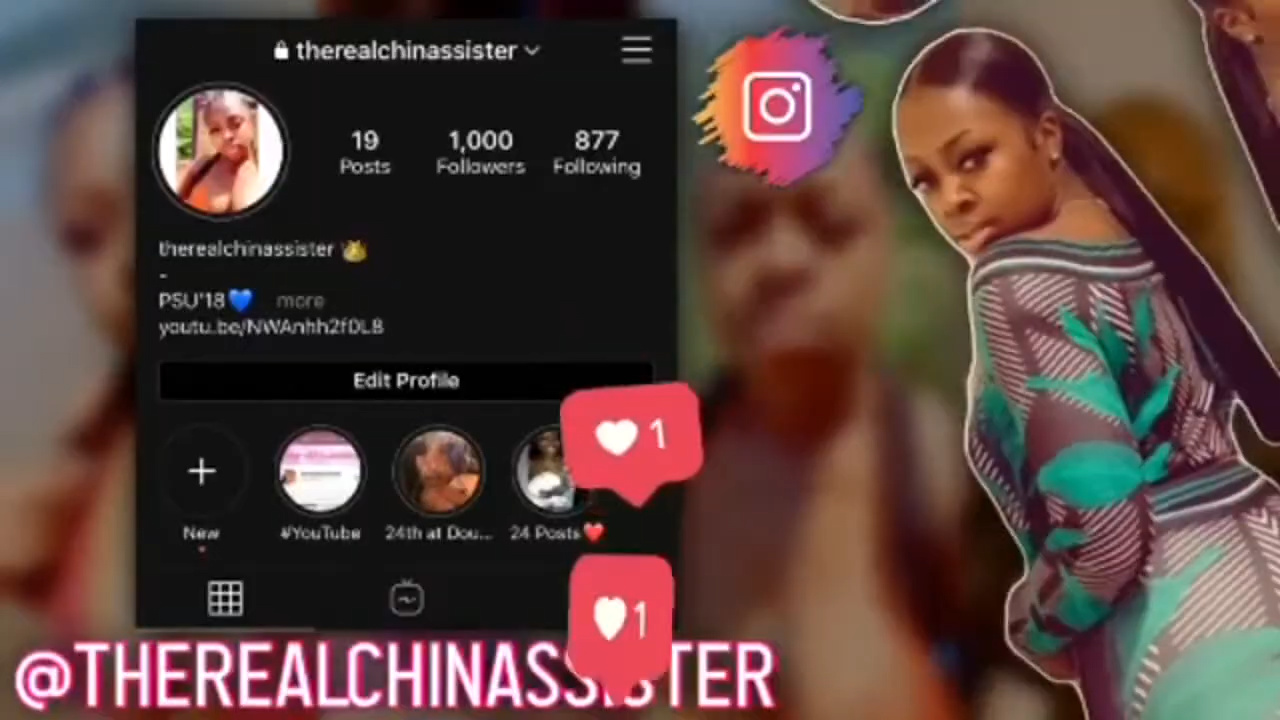 therealchinassister
19 1,000 877
Posts Followers Following
therealchinassister
-
PSU'18💙 more
youtu.be/NWAnhh2f0L8
Edit Profile
1
New #YouTube 24th at Dou... 24 Posts❤️
1
@THEREALCHINASSISTER